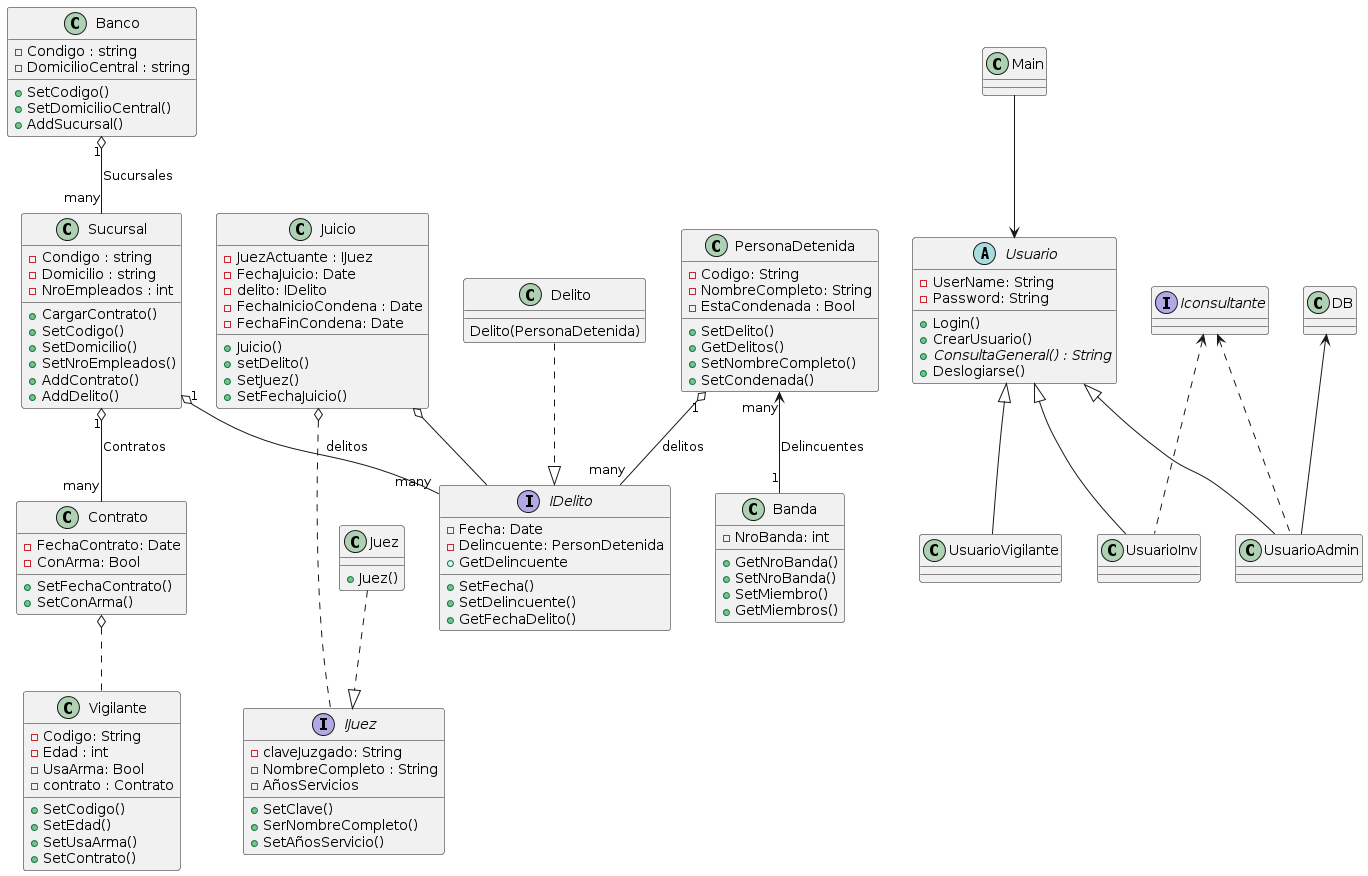 C Banco
Condigo : string
DomicilioCentral : string
SetCodigo()
SetDomicilioCentral()
AddSucursal()
1
Sucursales
many
C Sucursal
Condigo : string
Domicilio : string
NroEmpleados : int
CargarContrato()
SetCodigo()
SetDomicilio()
SetNroEmpleados()
AddContrato()
AddDelito()
1
Contratos
many
1
delitos
many
C Contrato
FechaContrato: Date
ConArma: Bool
SetFechaContrato()
SetConArma()
C Vigilante
Codigo: String
Edad : int
UsaArma: Bool
contrato : Contrato
SetCodigo()
SetEdad()
SetUsaArma()
SetContrato()
C Juicio
JuezActuante : IJuez
FechaJuicio: Date
delito: IDelito
FechaInicioCondena : Date
FechaFinCondena: Date
Juicio()
setDelito()
SetJuez()
SetFechaJuicio()
C Juez
Juez()
I IJuez
claveJuzgado: String
NombreCompleto : String
AñosServicios
SetClave()
SerNombreCompleto()
SetAñosServicio()
C Delito
Delito(PersonaDetenida)
I IDelito
Fecha: Date
Delincuente: PersonDetenida
GetDelincuente
SetFecha()
SetDelincuente()
GetFechaDelito()
C PersonaDetenida
Codigo: String
NombreCompleto: String
EstaCondenada : Bool
SetDelito()
GetDelitos()
SetNombreCompleto()
SetCondenada()
1
delitos
many
many
Delincuentes
1
C Banda
NroBanda: int
GetNroBanda()
SetNroBanda()
SetMiembro()
GetMiembros()
C Main
A Usuario
UserName: String
Password: String
Login()
CrearUsuario()
ConsultaGeneral() : String
Deslogiarse()
I Iconsultante
C DB
C UsuarioVigilante
C UsuarioInv
C UsuarioAdmin